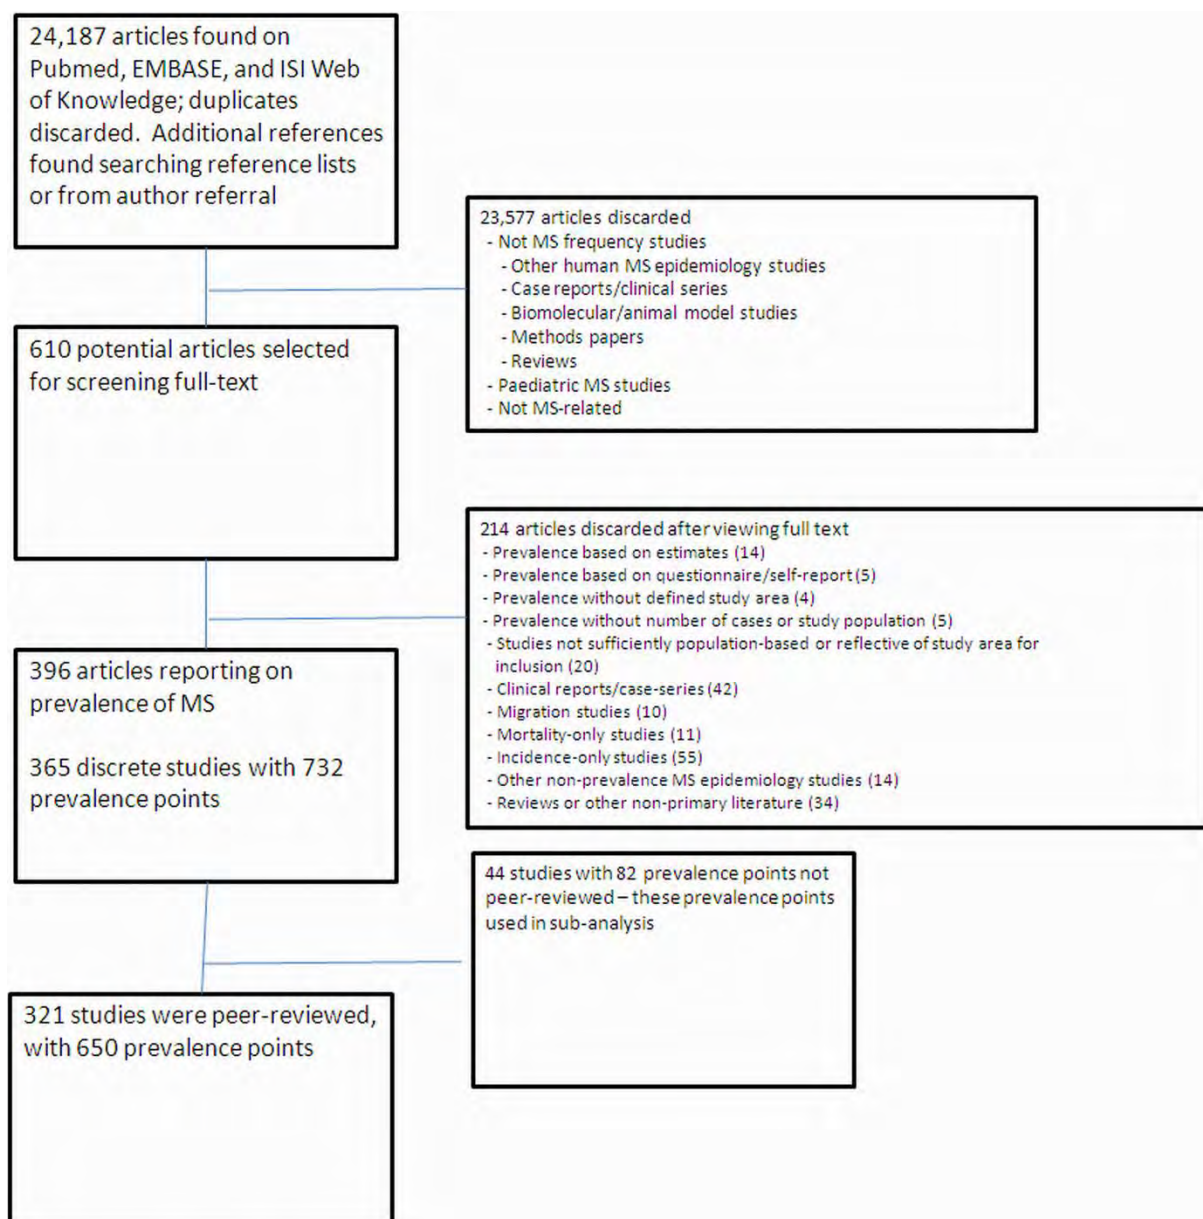 24,187 articles found on
Pubmed, EMBASE, and ISI Web
of Knowledge; duplicates
discarded.  Additional references
found searching reference lists
or from author referral
23,577 articles discarded
- Not MS frequency studies
- Other human MS epidemiology studies
- Case reports/clinical series
- Biomolecular/animal model studies
- Methods papers
- Reviews
- Paediatric MS studies
- Not MS-related
610 potential articles selected
for screening full-text
214 articles discarded after viewing full text
- Prevalence based on estimates (14)
- Prevalence based on questionnaire/self-report (5)
- Prevalence without defined study area (4)
- Prevalence without number of cases or study population (5)
- Studies not sufficiently population-based or reflective of study area for
inclusion (20)
- Clinical reports/case-series (42)
- Migration studies (10)
- Mortality-only studies (11)
- Incidence-only studies (55)
- Other non-prevalence MS epidemiology studies (14)
- Reviews or other non-primary literature (34)
396 articles reporting on
prevalence of MS
365 discrete studies with 732
prevalence points
44 studies with 82 prevalence points not
peer-reviewed – these prevalence points
used in sub-analysis
321 studies were peer-reviewed,
with 650 prevalence points